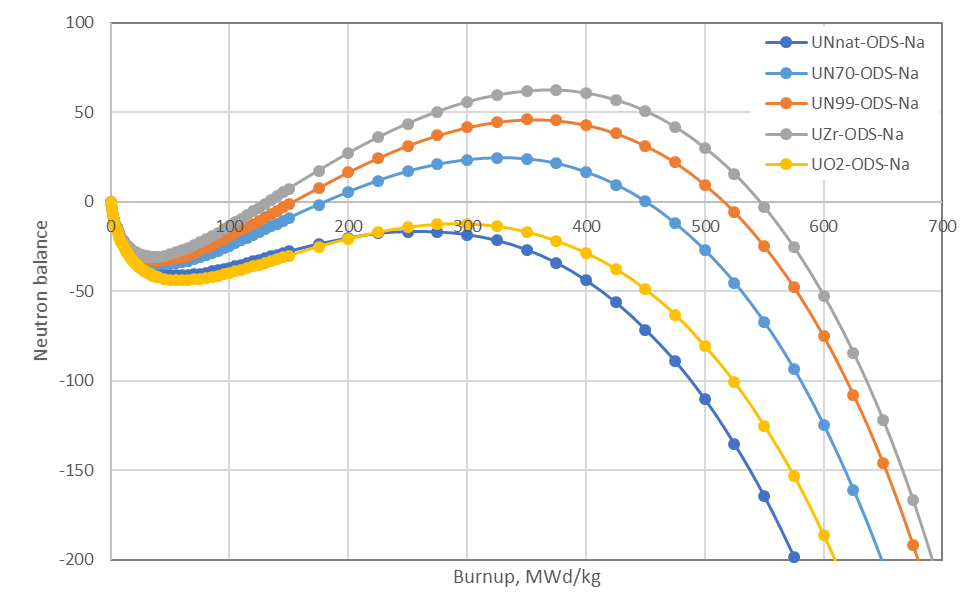 100
50
0
-50
-100
-150
-200
0
100
200
300
400
500
600
700
Neutron balance
Burnup, MWd/kg
UNnat-ODS-Na
UN70-ODS-Na
UN99-ODS-Na
UZr-ODS-Na
UO2-ODS-Na